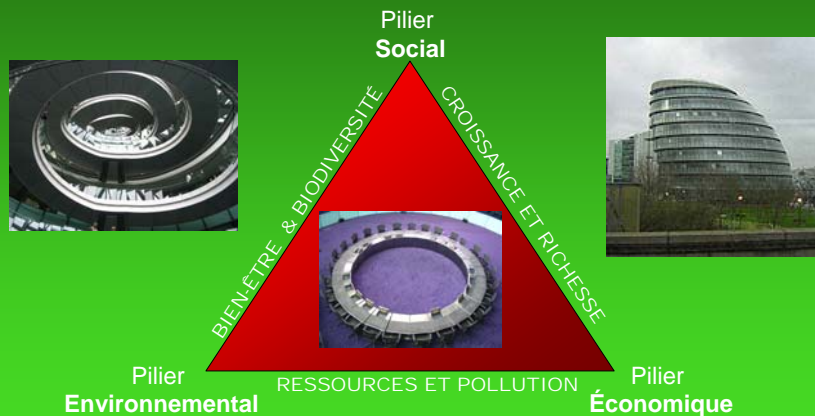 Pilier
Social
BIEN-ÊTRE & BIODIVERSITÉ
CROISSANCE ET RICHESSE
RESSOURCES ET POLLUTION
Pilier
Environnemental
Pilier
Économique